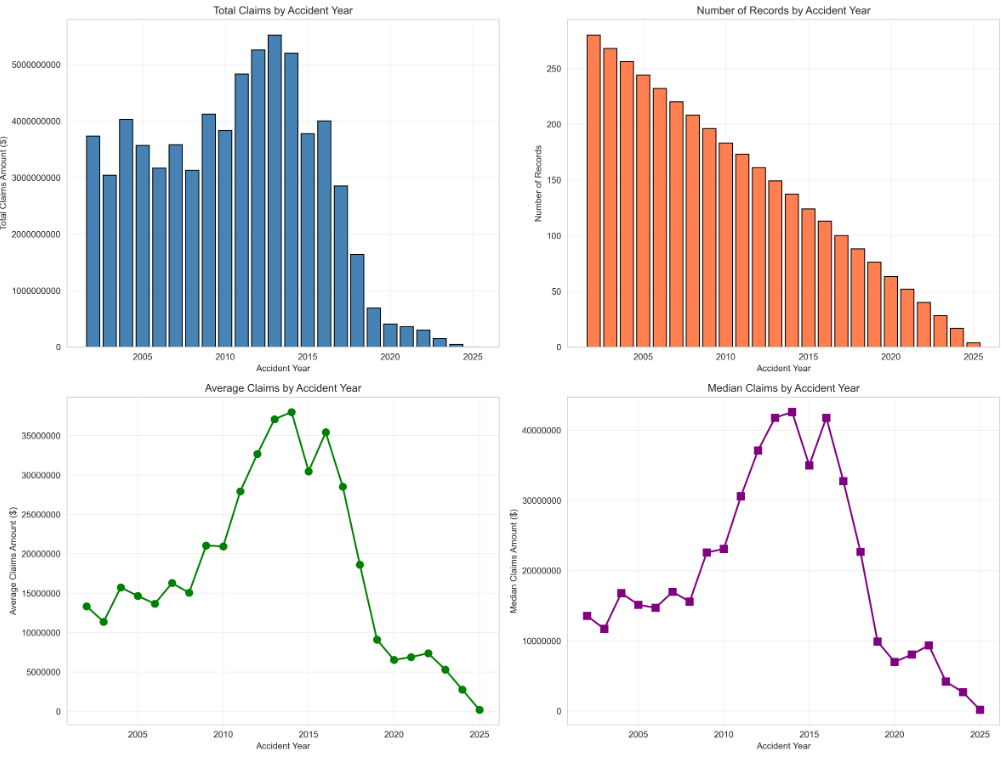 Total Claims by Accident Year
Total Claims Amount ($)
5000000000
4000000000
3000000000
2000000000
1000000000
0
2005 2010 2015 2020 2025
Accident Year
Number of Records by Accident Year
Number of Records
250
200
150
100
50
0
2005 2010 2015 2020 2025
Accident Year
Average Claims by Accident Year
Average Claims Amount ($)
35000000
30000000
25000000
20000000
15000000
10000000
5000000
0
2005 2010 2015 2020 2025
Accident Year
Median Claims by Accident Year
Median Claims Amount ($)
40000000
30000000
20000000
10000000
0
2005 2010 2015 2020 2025
Accident Year